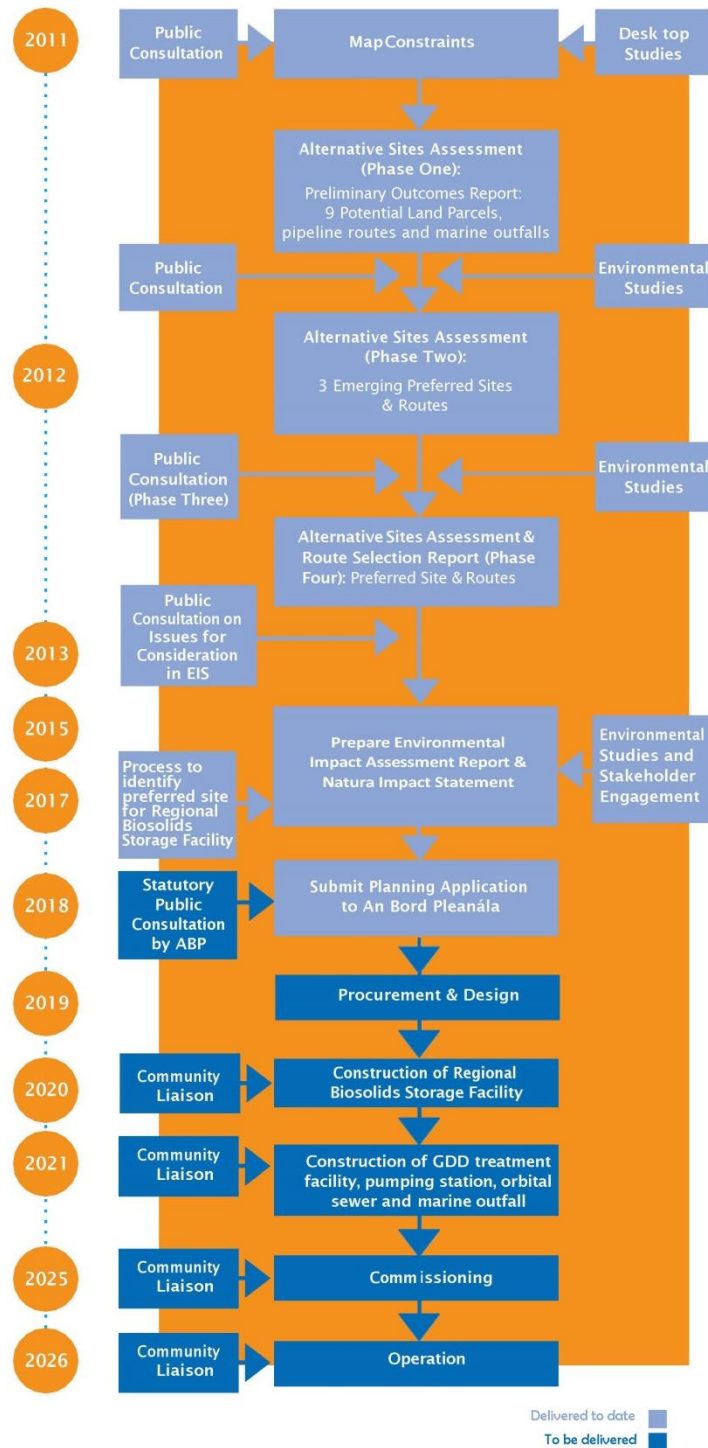 2011
Public
Consultation
Map Constraints
Desk top
Studies
Alternative Sites Assessment
(Phase One):
Preliminary Outcomes Report:
9 Potential Land Parcels,
pipeline routes and marine outfalls
Public
Consultation
Environmental
Studies
2012
Alternative Sites Assessment
(Phase Two):
3 Emerging Preferred Sites
& Routes
Public
Consultation
(Phase Three)
Environmental
Studies
Alternative Sites Assessment &
Route Selection Report (Phase
Four): Preferred Site & Routes
2013
Public
Consultation on
Issues for
Consideration
in EIS
2015
Prepare Environmental
Impact Assessment Report &
Natura Impact Statement
Environmental
Studies and
Stakeholder
Engagement
2017
Process to
identify
preferred site
for Regional
Biosolids
Storage Facility
2018
Statutory
Public
Consultation
by ABP
Submit Planning Application
to An Bord Pleanála
2019
Procurement & Design
2020
Community
Liaison
Construction of Regional
Biosolids Storage Facility
2021
Community
Liaison
Construction of GDD treatment
facility, pumping station, orbital
sewer and marine outfall
2025
Community
Liaison
Commissioning
2026
Community
Liaison
Operation
Delivered to date
To be delivered